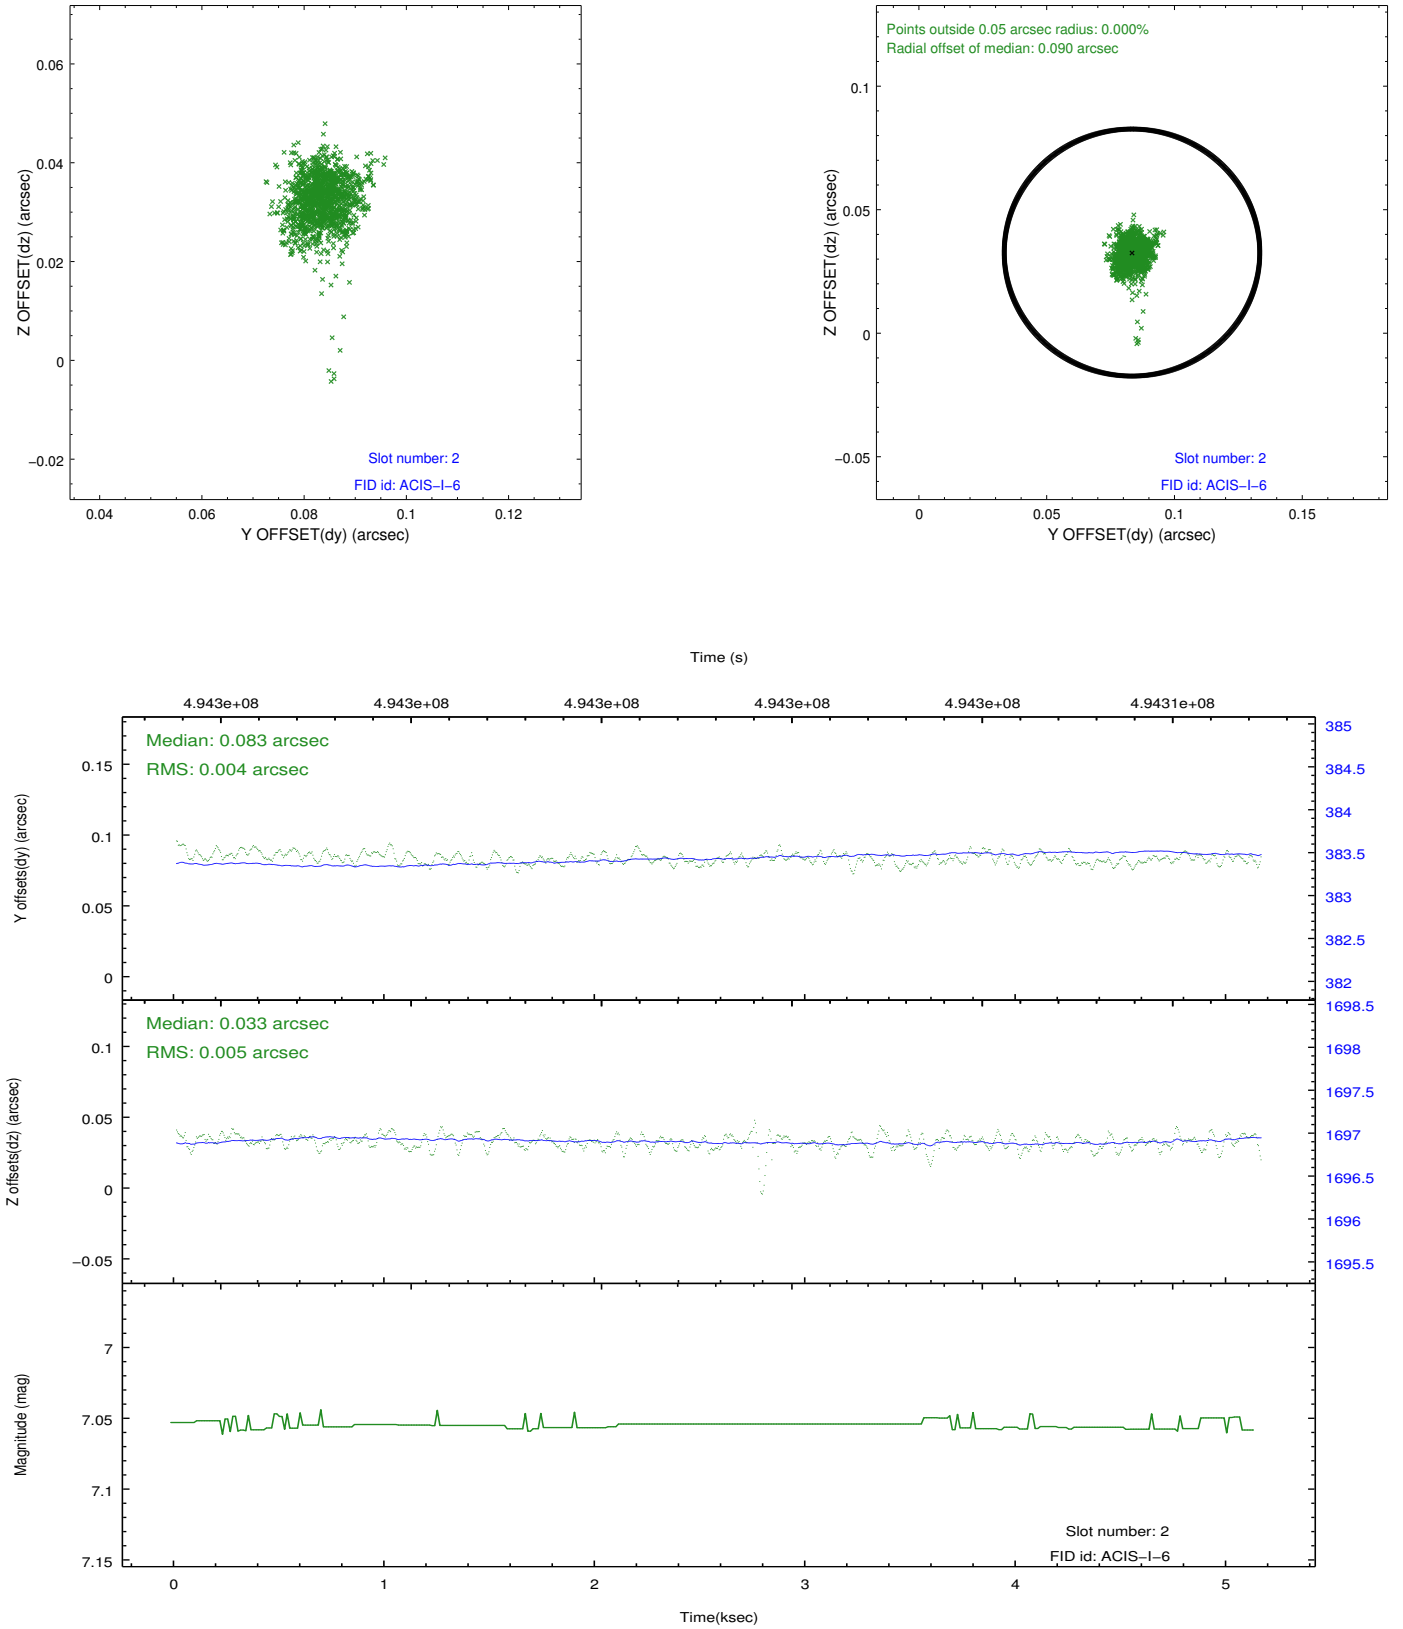 0.06
0.04
0.02
0
−0.02
Z OFFSET(dz) (arcsec)
Slot number: 2
FID id: ACIS−I−6
0.04 0.06 0.08 0.1 0.12
Y OFFSET(dy) (arcsec)
Points outside 0.05 arcsec radius: 0.000%
Radial offset of median: 0.090 arcsec
0.1
0.05
0
−0.05
Z OFFSET(dz) (arcsec)
Slot number: 2
FID id: ACIS−I−6
0 0.05 0.1 0.15
Y OFFSET(dy) (arcsec)
Time (s)
4.943e+08 4.943e+08 4.943e+08 4.943e+08 4.943e+08 4.9431e+08
Median: 0.083 arcsec
RMS: 0.004 arcsec
0.15
0.1
0.05
0
Y offsets(dy) (arcsec)
385
384.5
384
383.5
383
382.5
382
Median: 0.033 arcsec
RMS: 0.005 arcsec
0.1
0.05
0
−0.05
Z offsets(dz) (arcsec)
1698.5
1698
1697.5
1697
1696.5
1696
1695.5
7
7.05
7.1
7.15
Magnitude (mag)
Slot number: 2
FID id: ACIS−I−6
0 1 2 3 4 5
Time(ksec)